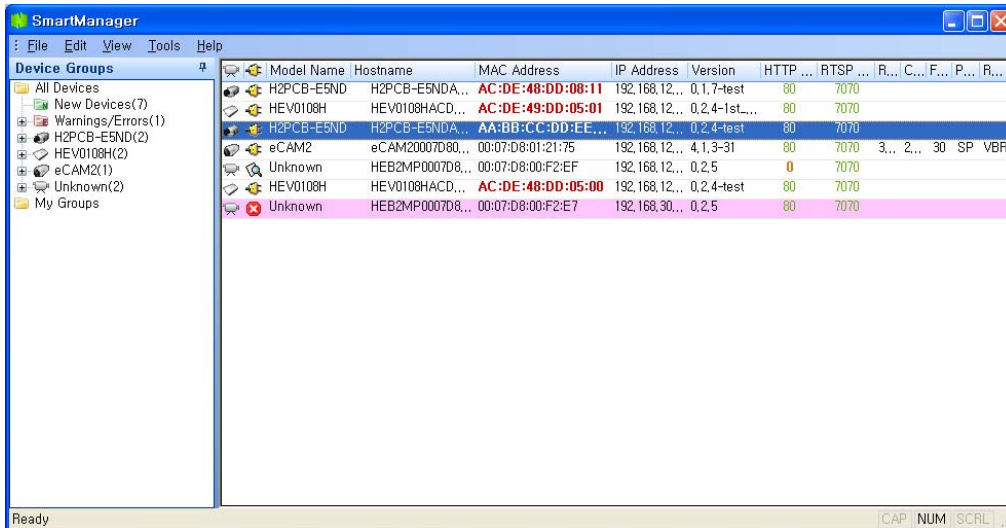 SmartManager
File Edit View Tools Help
Device Groups
All Devices
New Devices(7)
Warnings/Errors(1)
H2PCB-E5ND(2)
HEV0108H(2)
eCAM2(1)
Unknown(2)
My Groups
Model Name Hostname MAC Address IP Address Version HTTP ... RTSP ... R... C... F... P... R...
H2PCB-E5ND H2PCB-E5NDA... AC:DE:48:DD:08:11 192,168,12... 0,1,7-test 80 7070
HEV0108H HEV0108HACD... AC:DE:49:DD:05:01 192,168,12... 0,2,4-1st_... 80 7070
H2PCB-E5ND H2PCB-E5NDA... AA:BB:CC:DD:EE... 192,168,12... 0,2,4-test 80 7070
eCAM2 eCAM20007D80... 00:07:D8:01:21:75 192,168,12... 4,1,3-31 80 7070 3... 2... 30 SP VBR
Unknown HEB2MP0007D8... 00:07:D8:00:F2:EF 192,168,12... 0,2,5 0 7070
HEV0108H HEV0108HACD... AC:DE:48:DD:05:00 192,168,12... 0,2,4-test 80 7070
Unknown HEB2MP0007D8... 00:07:D8:00:F2:E7 192,168,30... 0,2,5 80 7070
Ready CAP NUM SCRL